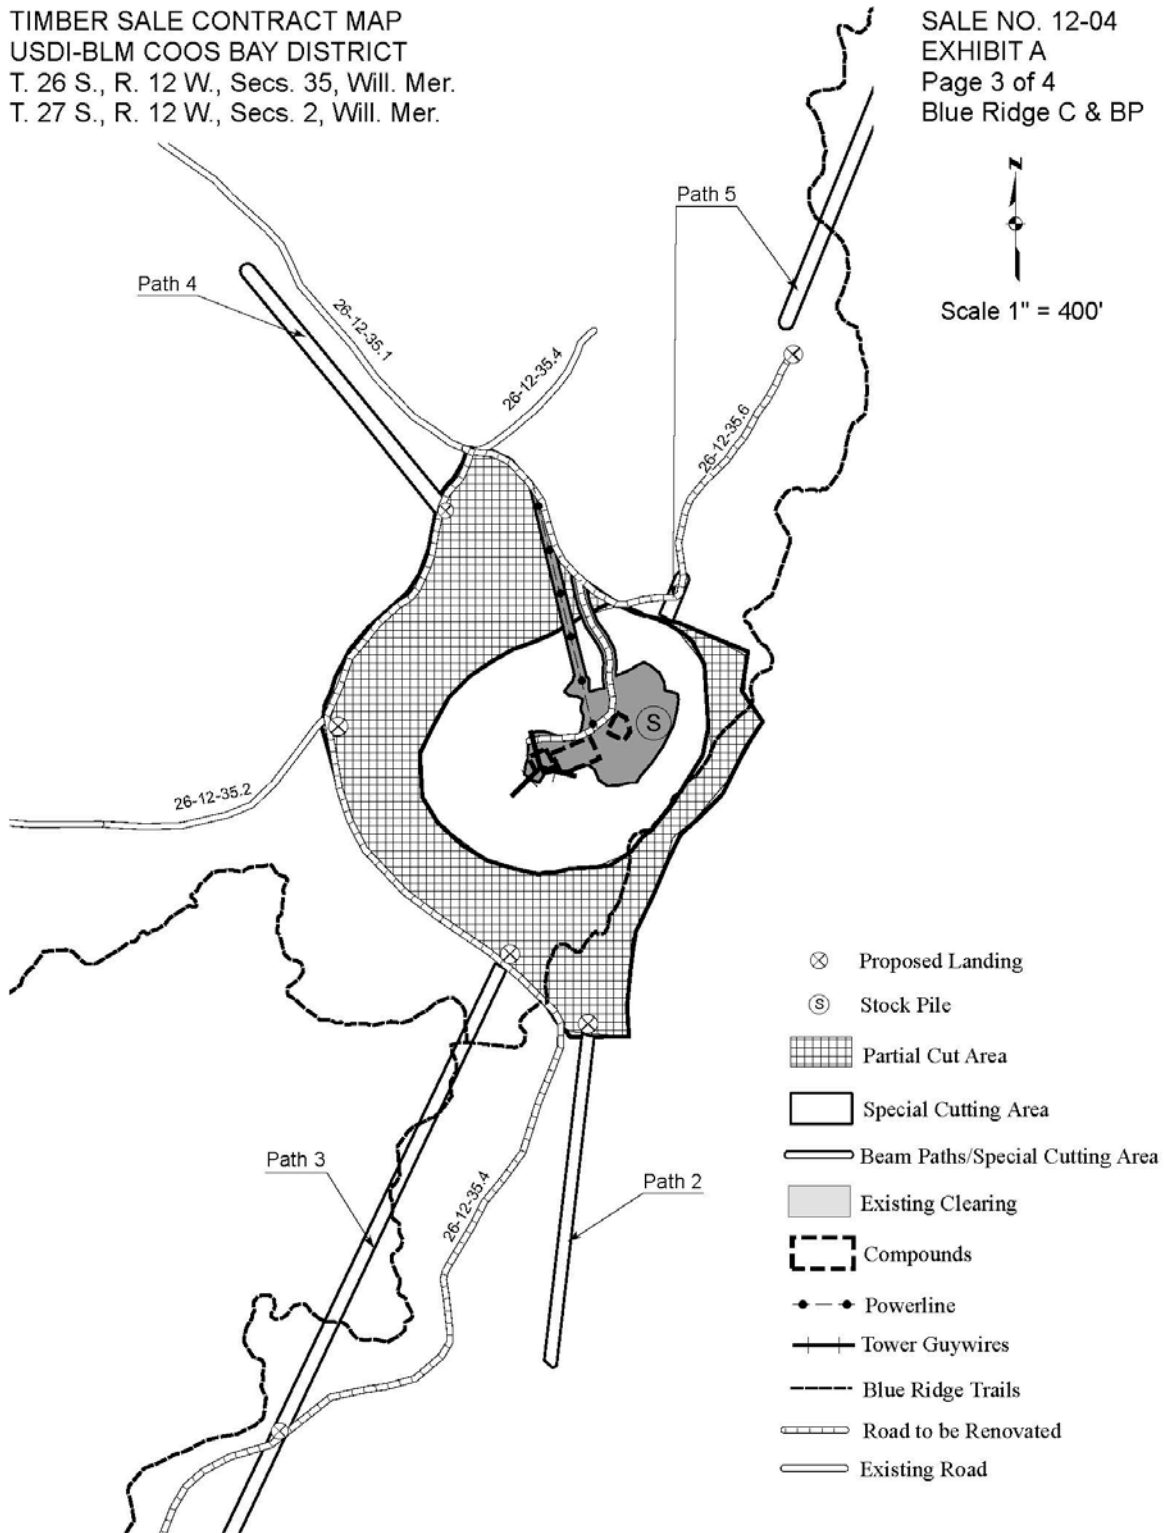 TIMBER SALE CONTRACT MAP
USDI-BLM COOS BAY DISTRICT
T. 26 S., R. 12 W., Secs. 35, Will. Mer.
T. 27 S., R. 12 W., Secs. 2, Will. Mer.
SALE NO. 12-04
EXHIBIT A
Page 3 of 4
Blue Ridge C & BP
N
Scale 1" = 400'
Path 5
Path 4
26-12-35.1
26-12-35.4
26-12-35.6
S
26-12-35.2
Path 3
26-12-35.4
Path 2
Proposed Landing
S
Stock Pile
Partial Cut Area
Special Cutting Area
Beam Paths/Special Cutting Area
Existing Clearing
Compounds
Powerline
Tower Guywires
Blue Ridge Trails
Road to be Renovated
Existing Road